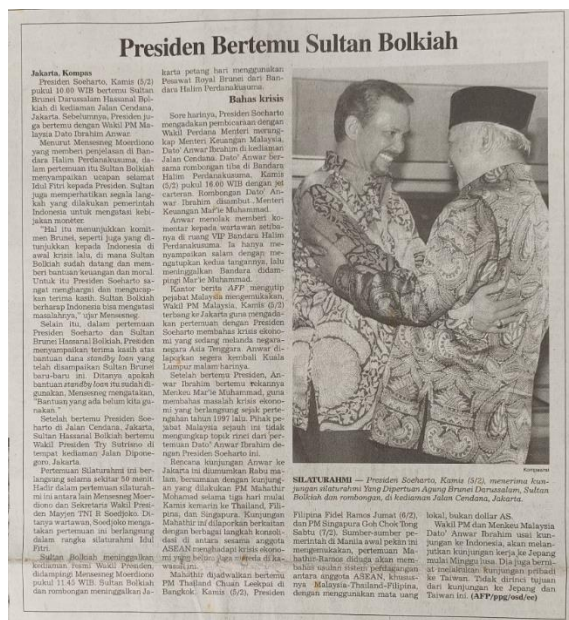 Presiden Bertemu Sultan Bolkiah
Jakarta, Kompas
Presiden Soeharto, Kamis (5/2)
pukul 10.00 WIB bertemu Sultan
Brunei Darussalam Hassanal Bol-
kiah di kediaman Jalan Cendana,
Jakarta. Sebelumnya, Presiden ju-
ga bertemu dengan Wakil PM Ma-
laysia Dato Ibrahim Anwar.
Menurut Mensesneg Moerdiono
yang memberi penjelasan di Ban-
dara Halim Perdanakusuma, da-
lam pertemuan itu Sultan Bolkiah
menyampaikan ucapan selamat
Idul Fitri kepada Presiden. Sultan
juga memperhatikan segala lang-
kah yang dilakukan pemerintah
Indonesia untuk mengatasi kebi-
jakan moneter.
"Hal itu menunjukkan komit-
men Brunei, seperti juga yang di-
tunjukkan kepada Indonesia di
awal krisis lalu, di mana Sultan
Bolkiah sudah datang dan mem-
beri bantuan keuangan dan moral.
Untuk itu Presiden Soeharto sa-
ngat menghargai dan mengucap-
kan terima kasih. Sultan Bolkiah
berharap Indonesia bisa mengatasi
masalahnya," ujar Mensesneg.
Selain itu, dalam pertemuan
Presiden Soeharto dan Sultan
Brunei Hassanal Bolkiah, Presiden
menyampaikan terima kasih atas
bantuan dana standby loan yang
telah disampaikan Sultan Brunei
baru-baru ini. Ditanya apakah
bantuan standby loan itu sudah di-
gunakan, Mensesneg mengatakan,
"Bantuan yang ada belum kita gu-
nakan."
Setelah bertemu Presiden Soe-
harto di Jalan Cendana, Jakarta,
Sultan Hassanal Bolkiah bertemu
Wakil Presiden Try Sutrisno di
tempat kediaman Jalan Dipone-
goro, Jakarta.
Pertemuan Silaturahmi ini ber-
langsung selama sekitar 50 menit.
Hadir dalam pertemuan silaturah-
mi ini antara lain Mensesneg Moer-
diono dan Sekretaris Wakil Presi-
den Mayjen TNI R Soedjoko. Di-
tanya wartawan, Soedjoko menga-
takan pertemuan ini berlangsung
dalam rangka silaturahmi Idul
Fitri.
Sultan Bolkiah meninggalkan
kediaman resmi Wakil Presiden,
didampingi Mensesneg Moerdiono
pukul 11.45 WIB. Sultan Bolkiah
dan rombongan meninggalkan Ja-
karta petang hari menggunakan
Pesawat Royal Brunei dari Ban-
dara Halim Perdanakusuma.
Bahas krisis
Sore harinya, Presiden Soeharto
mengadakan pembicaraan dengan
Wakil Perdana Menteri merang-
kap Menteri Keuangan Malaysia,
Dato' Anwar Ibrahim di kediaman
Jalan Cendana. Dato' Anwar ber-
sama rombongan tiba di Bandara
Halim Perdanakusuma, Kamis
(5/2) pukul 16.00 WIB dengan jet
carteran. Rombongan Dato' An-
war Ibrahim disambut Menteri
Keuangan Mar'ie Muhammad.
Anwar menolak memberi ko-
mentar kepada wartawan setiba-
nya di ruang VIP Bandara Halim
Perdanakusuma. Ia hanya me-
nyampaikan salam dengan me-
ngatupkan kedua tangannya, lalu
meninggalkan Bandara didam-
pingi Mar'ie Muhammad.
Kantor berita AFP mengutip
pejabat Malaysia mengemukakan,
Wakil PM Malaysia, Kamis (5/2)
terbang ke Jakarta guna mengada-
kan pertemuan dengan Presiden
Soeharto membahas krisis ekono-
mi yang sedang melanda negara-
negara Asia Tenggara. Anwar di-
laporkan segera kembali Kuala
Lumpur malam harinya.
Setelah bertemu Presiden, An-
war Ibrahim bertemu rekannya
Menkeu Mar'ie Muhammad, guna
membahas masalah krisis ekono-
mi yang berlangsung sejak perte-
ngahan tahun 1997 lalu. Pihak pe-
jabat Malaysia sejauh ini tidak
mengungkap topik rinci dari per-
temuan Dato' Anwar Ibrahim de-
ngan Presiden Soeharto ini.
Rencana kunjungan Anwar ke
Jakarta ini diumumkan Rabu ma-
lam, bersamaan dengan kunjung-
an yang dilakukan PM Mahathir
Mohamad selama tiga hari mulai
Kamis kemarin ke Thailand, Fili-
pina, dan Singapura. Kunjungan
Mahathir ini dilaporkan berkaitan
dengan berbagai langkah konsoli-
dasi di antara sesama anggota
ASEAN menghadapi krisis ekono-
mi yang belum juga mereda di ka-
wasan ini.
Mahathir dijadwalkan bertemu
PM Thailand Chuan Leekpai di
Bangkok, Kamis (5/2), Presiden
Kompas/arb
SILATURAHMI — Presiden Soeharto, Kamis (5/2), menerima kun-
jungan silaturahmi Yang Dipertuan Agung Brunei Darussalam, Sultan
Bolkiah dan rombongan, di kediaman Jalan Cendana, Jakarta.
Filipina Fidel Ramos Jumat (6/2),
dan PM Singapura Goh Chok Tong
Sabtu (7/2). Sumber-sumber pe-
merintah di Manila awal pekan ini
mengemukakan, pertemuan Ma-
hathir-Ramos diduga akan mem-
bahas usulan sistem perdagangan
antara anggota ASEAN, khusus-
nya Malaysia-Thailand-Filipina,
dengan menggunakan mata uang
lokal, bukan dollar AS.
Wakil PM dan Menkeu Malaysia
Dato' Anwar Ibrahim usai kun-
jungan ke Indonesia, akan melan-
jutkan kunjungan kerja ke Jepang
mulai Minggu lusa. Dia juga berni-
at melakukan kunjungan pribadi
ke Taiwan. Tidak dirinci tujuan
dari kunjungan ke Jepang dan
Taiwan ini. (AFP/ppg/osd/ee)